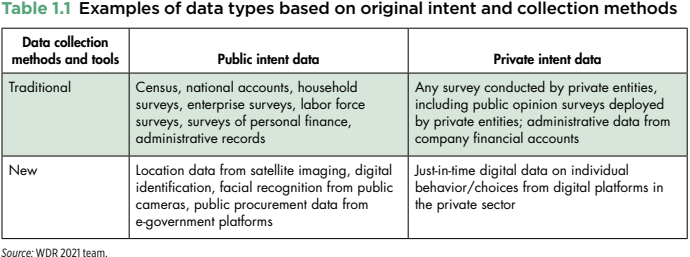 Table 1.1 Examples of data types based on original intent and collection methods
Data collection
methods and tools
Public intent data
Private intent data
Traditional
Census, national accounts, household
surveys, enterprise surveys, labor force
surveys, surveys of personal finance,
administrative records
Any survey conducted by private entities,
including public opinion surveys deployed
by private entities; administrative data from
company financial accounts
New
Location data from satellite imaging, digital
identification, facial recognition from public
cameras, public procurement data from
e-government platforms
Just-in-time digital data on individual
behavior/choices from digital platforms in
the private sector
Source: WDR 2021 team.